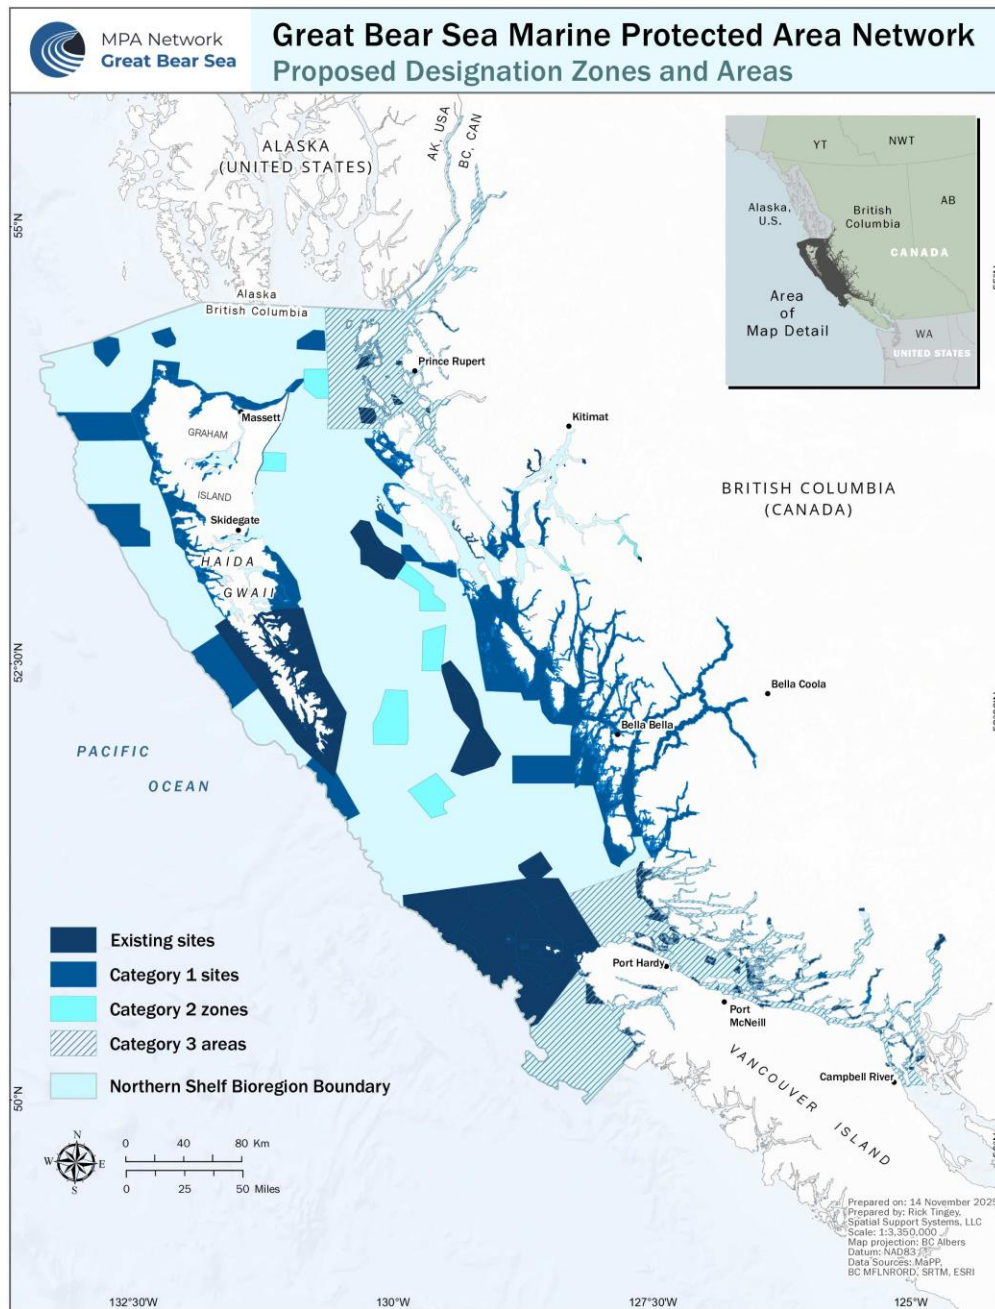 MPA Network
Great Bear Sea
Great Bear Sea Marine Protected Area Network
Proposed Designation Zones and Areas
ALASKA
(UNITED STATES)
AK, USA
BC, CAN
YT
NWT
Alaska,
U.S.
British
Columbia
AB
CANADA
Area
of
Map Detail
WA
UNITED STATES
55°N
Alaska
British Columbia
Prince Rupert
Massett
GRAHAM
ISLAND
Kitimat
BRITISH COLUMBIA
(CANADA)
Skidegate
HAIDA
GWAII
52°30'N
Bella Coola
Bella Bella
PACIFIC
OCEAN
Existing sites
Category 1 sites
Category 2 zones
Category 3 areas
Northern Shelf Bioregion Boundary
Port Hardy
Port
McNeill
Campbell River
VANCOUVER ISLAND
50°N
N
W
E
S
0 40 80 Km
0 25 50 Miles
Prepared on: 14 November 2025
Prepared by: Rick Tingey,
Spatial Support Systems, LLC
Scale: 1:3,350,000
Map projection: BC Albers
Datum: NAD83
Data Sources: MaPP,
BC MFLNRORD, SRTM, ESRI
132°30'W
130°W
127°30'W
125°W